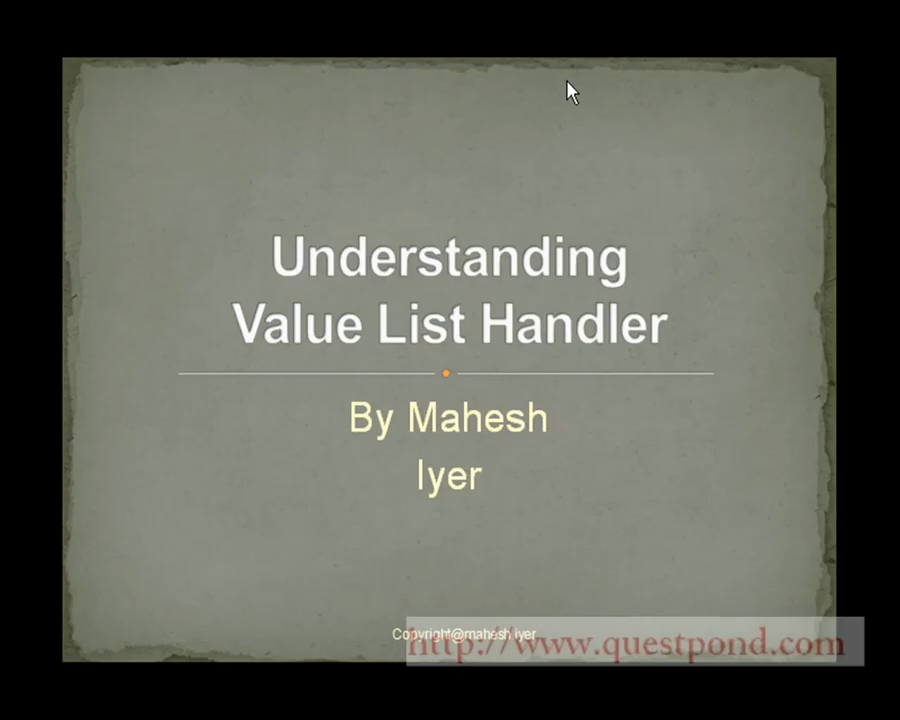 Understanding
Value List Handler
By Mahesh
Iyer
Copyright@mahesh iyer
http://www.questpond.com